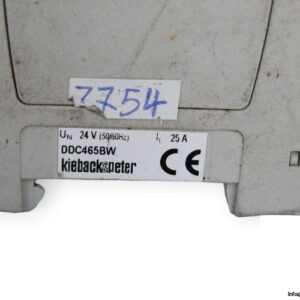 7754
UN 24 V (50/60Hz) IL 25 A
DDC465BW
kieback&peter CE